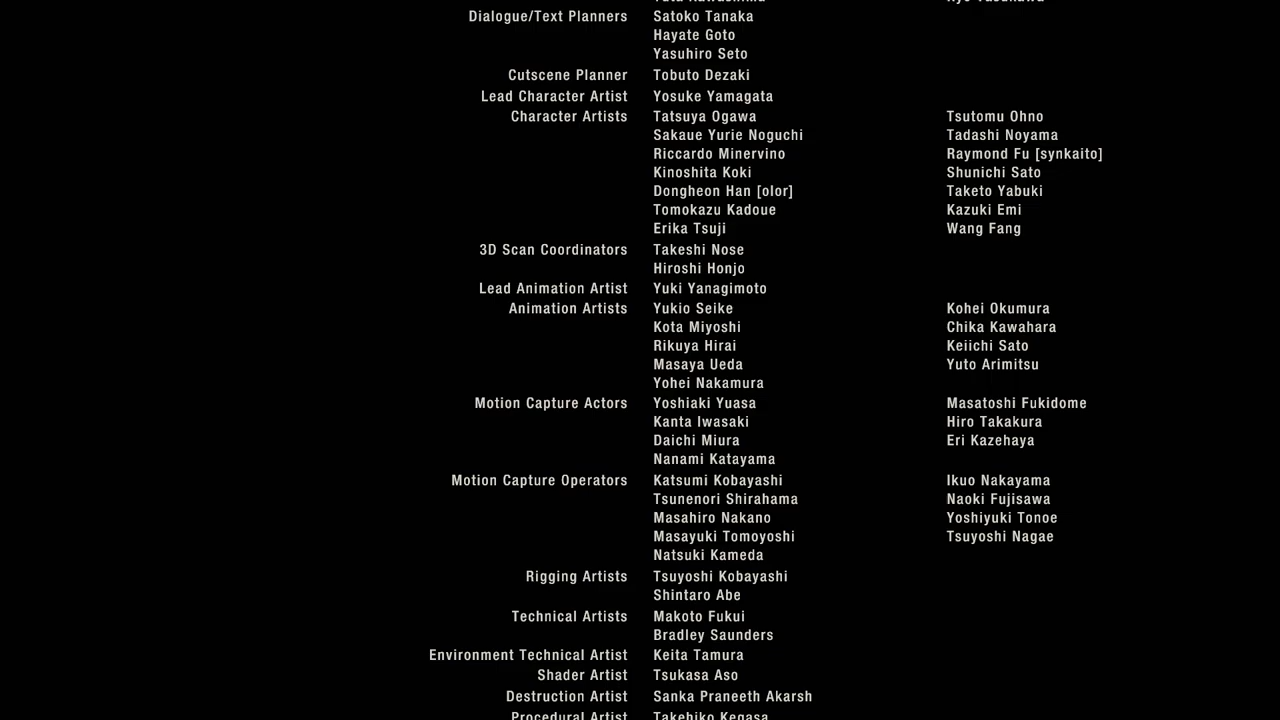 Dialogue/Text Planners Satoko Tanaka
Hayate Goto
Yasuhiro Seto
Cutscene Planner Tobuto Dezaki
Lead Character Artist Yosuke Yamagata
Character Artists Tatsuya Ogawa Tsutomu Ohno
Sakaue Yurie Noguchi Tadashi Noyama
Riccardo Minervino Raymond Fu [synkaito]
Kinoshita Koki Shunichi Sato
Dongheon Han [olor] Taketo Yabuki
Tomokazu Kadoue Kazuki Emi
Erika Tsuji Wang Fang
3D Scan Coordinators Takeshi Nose
Hiroshi Honjo
Lead Animation Artist Yuki Yanagimoto
Animation Artists Yukio Seike Kohei Okumura
Kota Miyoshi Chika Kawahara
Rikuya Hirai Keiichi Sato
Masaya Ueda Yuto Arimitsu
Yohei Nakamura
Motion Capture Actors Yoshiaki Yuasa Masatoshi Fukidome
Kanta Iwasaki Hiro Takakura
Daichi Miura Eri Kazehaya
Nanami Katayama
Motion Capture Operators Katsumi Kobayashi Ikuo Nakayama
Tsunenori Shirahama Naoki Fujisawa
Masahiro Nakano Yoshiyuki Tonoe
Masayuki Tomoyoshi Tsuyoshi Nagae
Natsuki Kameda
Rigging Artists Tsuyoshi Kobayashi
Shintaro Abe
Technical Artists Makoto Fukui
Bradley Saunders
Environment Technical Artist Keita Tamura
Shader Artist Tsukasa Aso
Destruction Artist Sanka Praneeth Akarsh
Procedural Artist Takehiko Kegasa